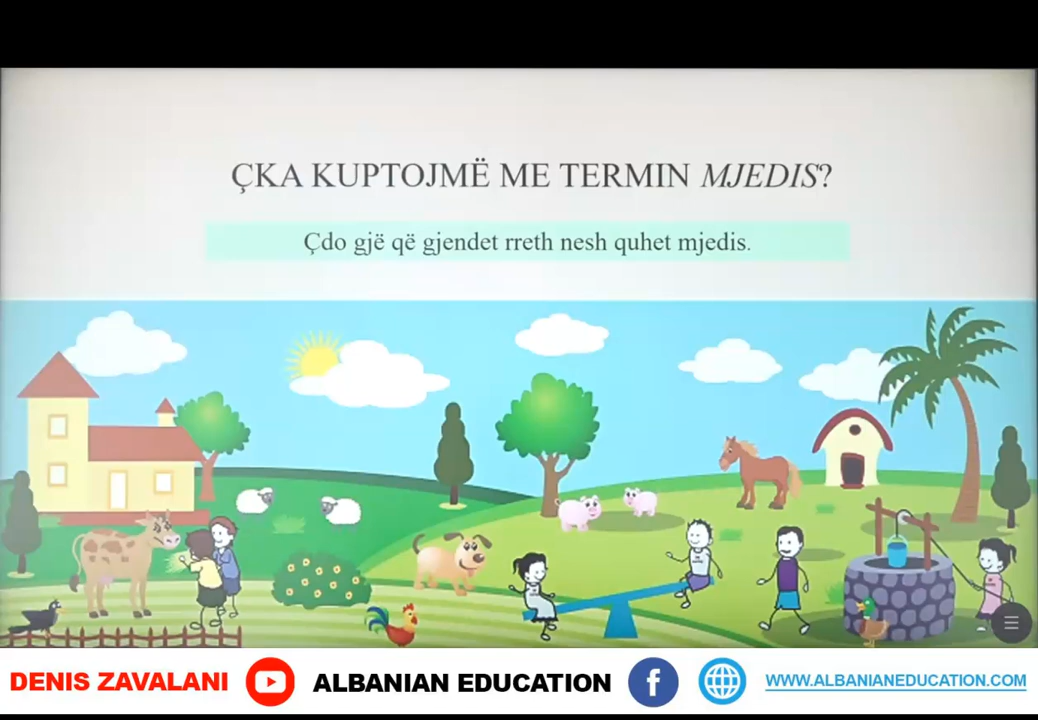 ÇKA KUPTOJMË ME TERMIN MJEDIS?
Çdo gjë që gjendet rreth nesh quhet mjedis.
DENIS ZAVALANI ALBANIAN EDUCATION WWW.ALBANIANEDUCATION.COM